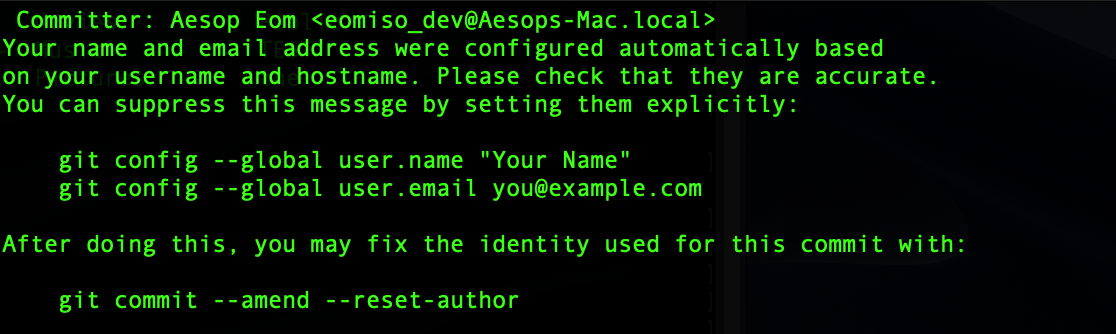 Committer: Aesop Eom <eomiso_dev@Aesops-Mac.local>
Your name and email address were configured automatically based
on your username and hostname. Please check that they are accurate.
You can suppress this message by setting them explicitly:
git config --global user.name "Your Name"
git config --global user.email you@example.com
After doing this, you may fix the identity used for this commit with:
git commit --amend --reset-author